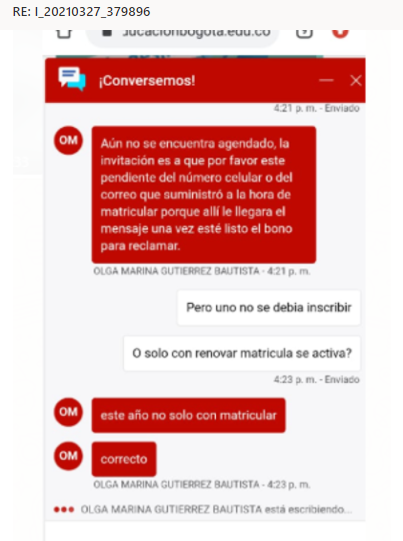 RE: I_20210327_379896
ucacionbogota.edu.co
¡Conversemos!
4:21 p. m. - Enviado
OM
Aún no se encuentra agendado, la
invitación es a que por favor este
pendiente del número celular o del
correo que suministró a la hora de
matricular porque allí le llegara el
mensaje una vez esté listo el bono
para reclamar.
OLGA MARINA GUTIERREZ BAUTISTA - 4:21 p. m.
Pero uno no se debia inscribir
O solo con renovar matricula se activa?
4:23 p. m. - Enviado
OM
este año no solo con matricular
OM
correcto
OLGA MARINA GUTIERREZ BAUTISTA - 4:23 p. m.
OLGA MARINA GUTIERREZ BAUTISTA está escribiendo...